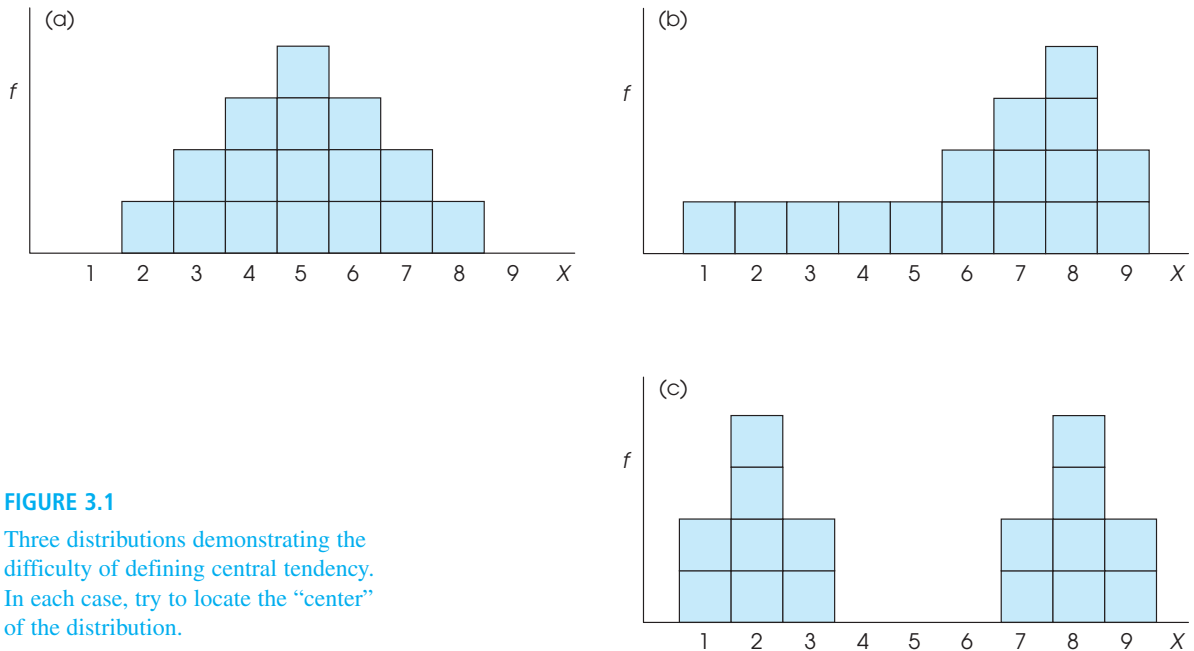 (a)
f
1 2 3 4 5 6 7 8 9 X
(b)
f
1 2 3 4 5 6 7 8 9 X
(c)
f
1 2 3 4 5 6 7 8 9 X
FIGURE 3.1
Three distributions demonstrating the
difficulty of defining central tendency.
In each case, try to locate the “center”
of the distribution.